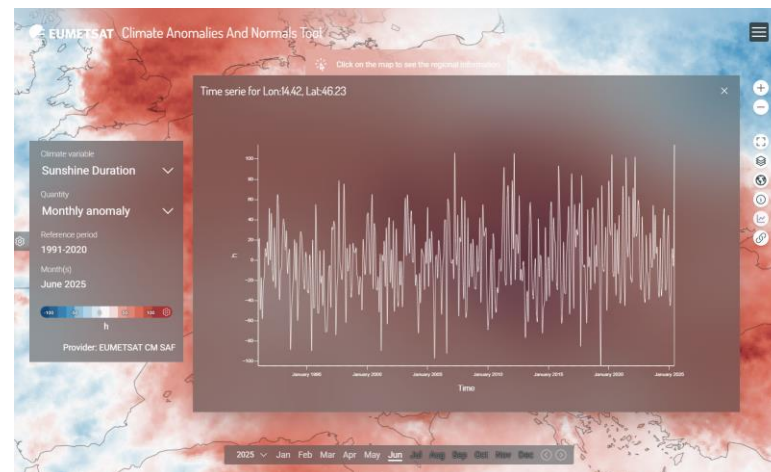 EUMETSAT Climate Anomalies And Normals Tool
Click on the map to see the regional information
Time serie for Lon:14.42, Lat:46.23
Climate variable
Sunshine Duration
Quantity
Monthly anomaly
Reference period
1991-2020
Month(s)
June 2025
-100 0 100
h
Provider: EUMETSAT CM SAF
100
80
60
40
20
0
-20
-40
-60
-80
-100
h
January 1995 January 2000 January 2005 January 2010 January 2015 January 2020 January 2025
Time
2025 Jan Feb Mar Apr May Jun Jul Aug Sep Oct Nov Dec